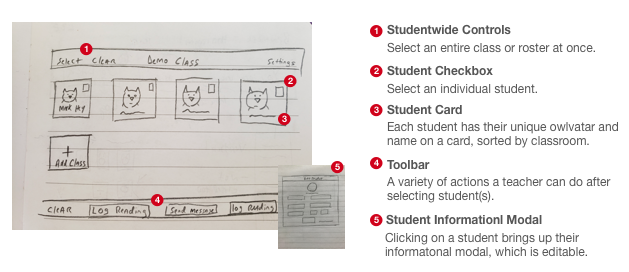 1
Select Clear Demo Class Settings
2
3
+
Add Class
4
CleAR Log Reading Send Message log Reading
5
1 Studentwide Controls
Select an entire class or roster at once.
2 Student Checkbox
Select an individual student.
3 Student Card
Each student has their unique owlvatar and
name on a card, sorted by classroom.
4 Toolbar
A variety of actions a teacher can do after
selecting student(s).
5 Student Informationl Modal
Clicking on a student brings up their
informatonal modal, which is editable.